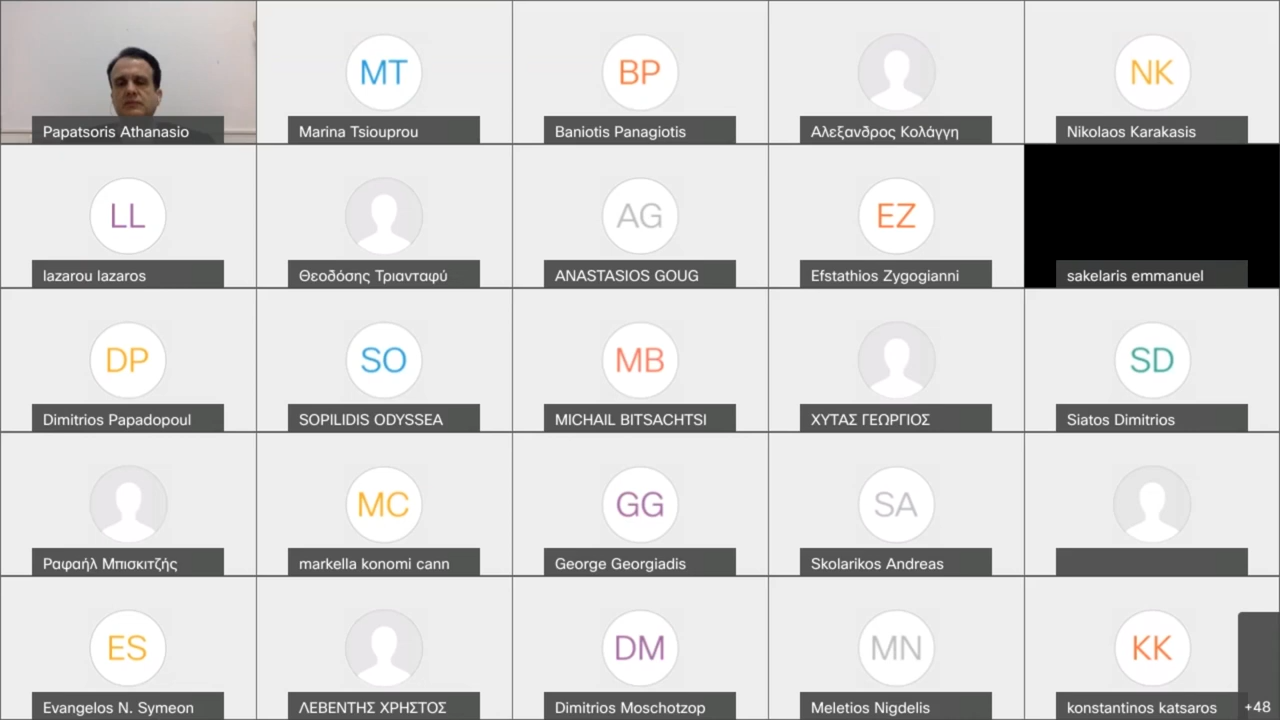 Papatsoris Athanasio
MT
Marina Tsiouprou
BP
Baniotis Panagiotis
Αλεξανδρος Κολάγγη
NK
Nikolaos Karakasis
LL
lazarou lazaros
Θεοδόσης Τριανταφύ
AG
ANASTASIOS GOUG
EZ
Efstathios Zygogianni
sakelaris emmanuel
DP
Dimitrios Papadopoul
SO
SOPILIDIS ODYSSEA
MB
MICHAIL BITSACHTSI
ΧΥΤΑΣ ΓΕΩΡΓΙΟΣ
SD
Siatos Dimitrios
Ραφαήλ Μπισκιτζής
MC
markella konomi cann
GG
George Georgiadis
SA
Skolarikos Andreas
ES
Evangelos N. Symeon
ΛΕΒΕΝΤΗΣ ΧΡΗΣΤΟΣ
DM
Dimitrios Moschotzop
MN
Meletios Nigdelis
KK
konstantinos katsaros
+48